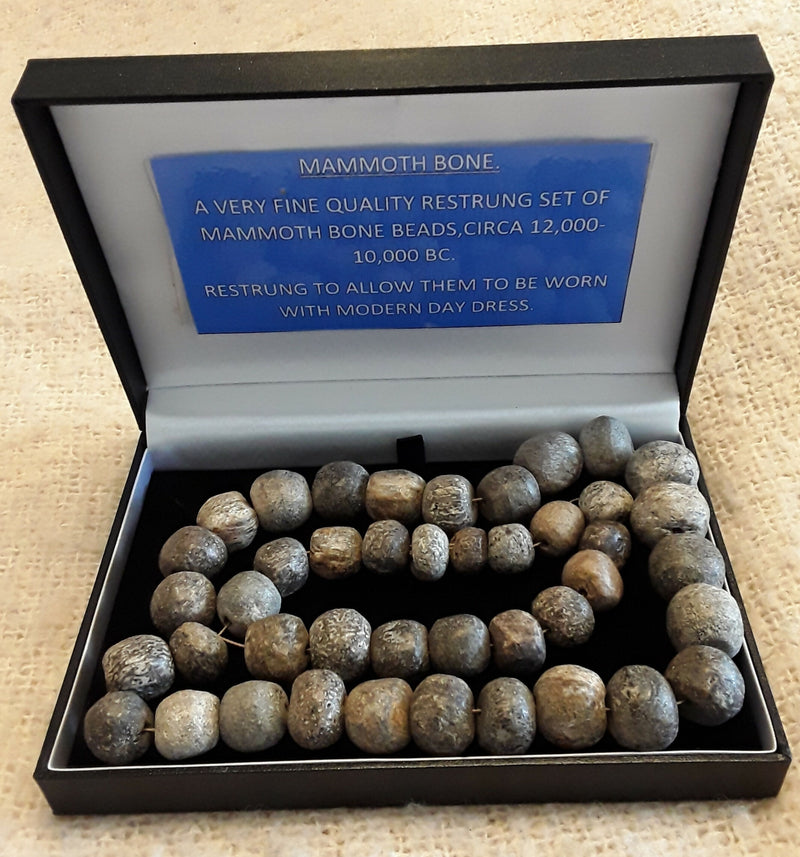 MAMMOTH BONE.
A VERY FINE QUALITY RESTRUNG SET OF
MAMMOTH BONE BEADS,CIRCA 12,000-
10,000 BC.
RESTRUNG TO ALLOW THEM TO BE WORN
WITH MODERN DAY DRESS.